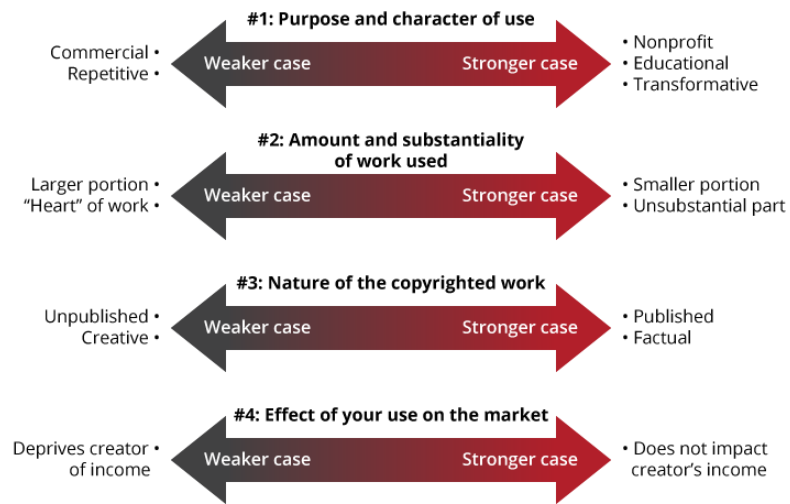 #1: Purpose and character of use
Commercial •
Repetitive •
Weaker case
Stronger case
• Nonprofit
• Educational
• Transformative
#2: Amount and substantiality
of work used
Larger portion •
“Heart” of work •
Weaker case
Stronger case
• Smaller portion
• Unsubstantial part
#3: Nature of the copyrighted work
Unpublished •
Creative •
Weaker case
Stronger case
• Published
• Factual
#4: Effect of your use on the market
Deprives creator •
of income
Weaker case
Stronger case
• Does not impact
creator’s income